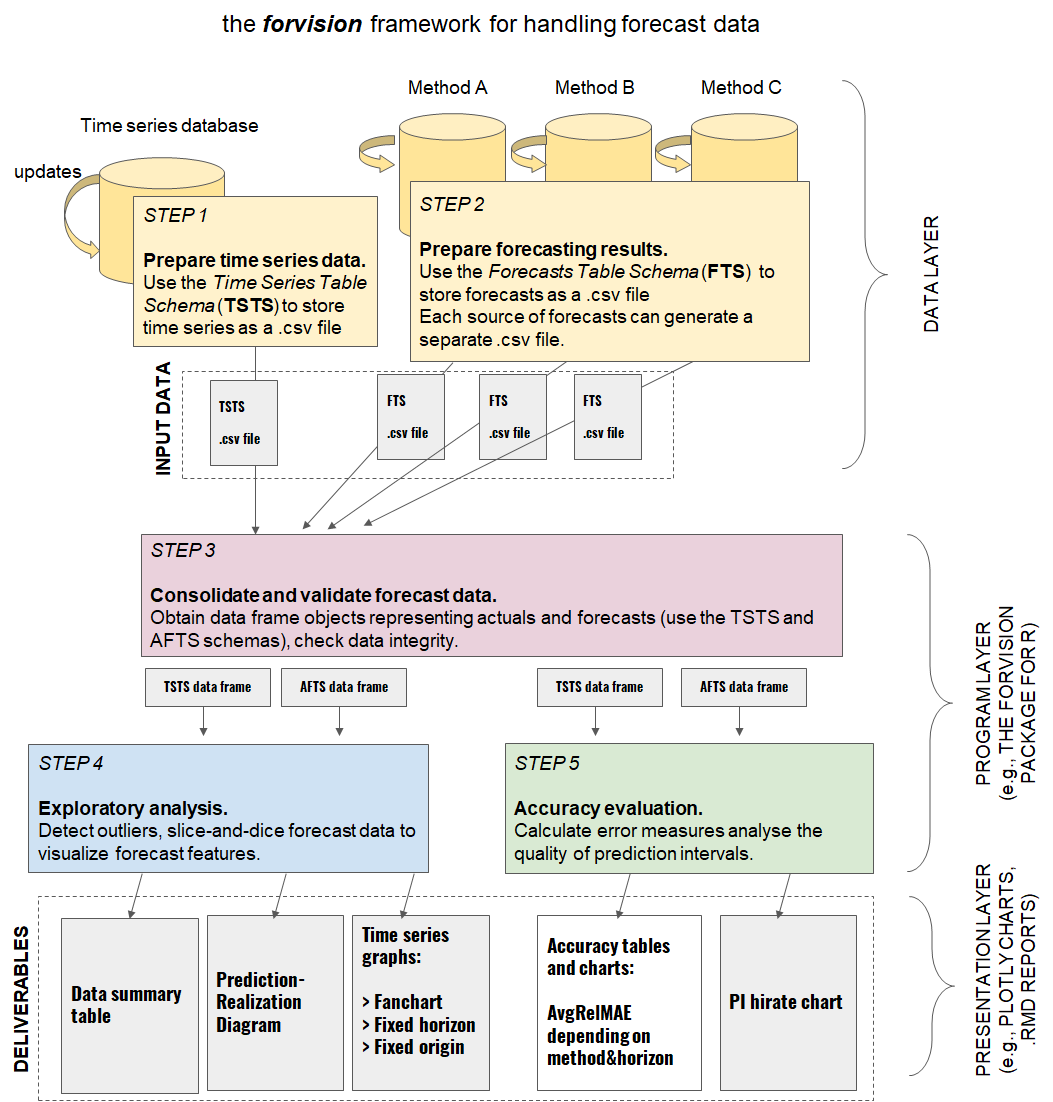 the forvision framework for handling forecast data
Method A
Method B
Method C
Time series database
updates
STEP 1
Prepare time series data.
Use the Time Series Table
Schema (TSTS) to store
time series as a .csv file
STEP 2
Prepare forecasting results.
Use the Forecasts Table Schema (FTS) to
store forecasts as a .csv file
Each source of forecasts can generate a
separate .csv file.
DATA LAYER
INPUT DATA
TSTS
.csv file
FTS
.csv file
FTS
.csv file
FTS
.csv file
STEP 3
Consolidate and validate forecast data.
Obtain data frame objects representing actuals and forecasts (use the TSTS and
AFTS schemas), check data integrity.
TSTS data frame
AFTS data frame
TSTS data frame
AFTS data frame
PROGRAM LAYER
(e.g., THE FORVISION
PACKAGE FOR R)
STEP 4
Exploratory analysis.
Detect outliers, slice-and-dice forecast data to
visualize forecast features.
STEP 5
Accuracy evaluation.
Calculate error measures analyse the
quality of prediction intervals.
DELIVERABLES
Data summary
table
Prediction-
Realization
Diagram
Time series
graphs:
> Fanchart
> Fixed horizon
> Fixed origin
Accuracy tables
and charts:
AvgRelMAE
depending on
method&horizon
PI hirate chart
PRESENTATION LAYER
(e.g., PLOTLY CHARTS,
.RMD REPORTS)